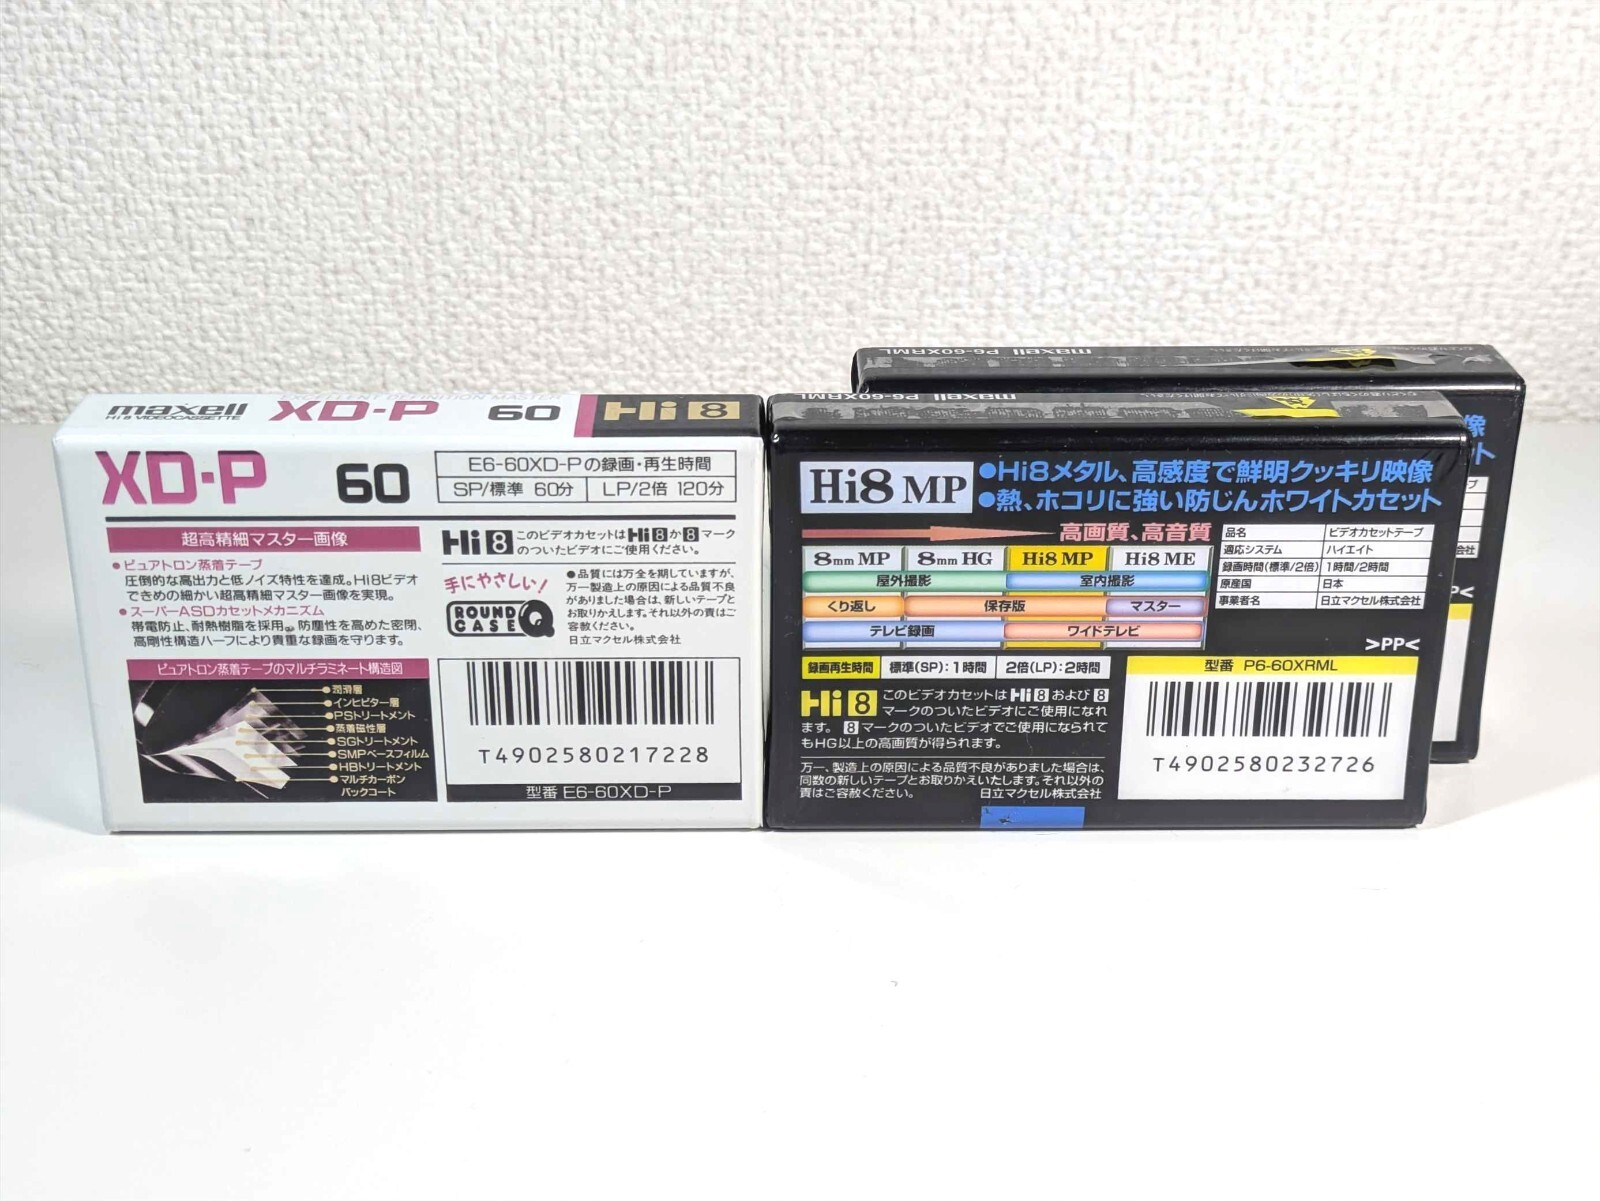 maxell XD-P 60 Hi8
Hi8 VIDEOCASSETTE
EXCELLENT DEFINITION MASTER
XD-P 60
E6-60XD-Pの録画・再生時間
SP/標準 60分 LP/2倍 120分
超高精細マスター画像
●ピュアトロン蒸着テープ
圧倒的な高出力と低ノイズ特性を達成。Hi8ビデオ
できめの細かい超高精細マスター画像を実現。
●スーパーASDカセットメカニズム
帯電防止、耐熱樹脂を採用。防塵性を高めた密閉、
高剛性構造ハーフにより貴重な録画を守ります。
ピュアトロン蒸着テープのマルチラミネート構造図
潤滑層
インヒビター層
PSトリートメント
蒸着磁性層
SGトリートメント
SMPベースフィルム
HBトリートメント
マルチカーボン
バックコート
Hi8 このビデオカセットはHi8か8マーク
のついたビデオにご使用ください。
手にやさしい!
ROUND
CASE
●品質には万全を期していますが、
万一製造上の原因による品質不良
がありました場合は、新しいテープと
お取りかえします。それ以外の責はご
容赦ください。
日立マクセル株式会社
T4902580217228
型番 E6-60XD-P
maxell P6-60XRML
maxell P6-60XRML
Hi8 MP
●Hi8メタル、高感度で鮮明クッキリ映像
●熱、ホコリに強い防じんホワイトカセット
高画質、高音質
8mm MP 8mm HG Hi8 MP Hi8 ME
屋外撮影 室内撮影
くり返し 保存版 マスター
テレビ録画 ワイドテレビ
品名 ビデオカセットテープ
適応システム ハイエイト
録画時間(標準/2倍) 1時間/2時間
原産国 日本
事業者名 日立マクセル株式会社
>PP<
録画再生時間 標準(SP):1時間 2倍(LP):2時間
Hi8 このビデオカセットは Hi8 および 8
マークのついたビデオにご使用になれ
ます。 8 マークのついたビデオでご使用になられて
もHG以上の高画質が得られます。
万一、製造上の原因による品質不良がありました場合は、
同数の新しいテープとお取りかえいたします。それ以外の
責はご容赦ください。 日立マクセル株式会社
型番 P6-60XRML
T4902580232726
像
ト
プ
会社
P<